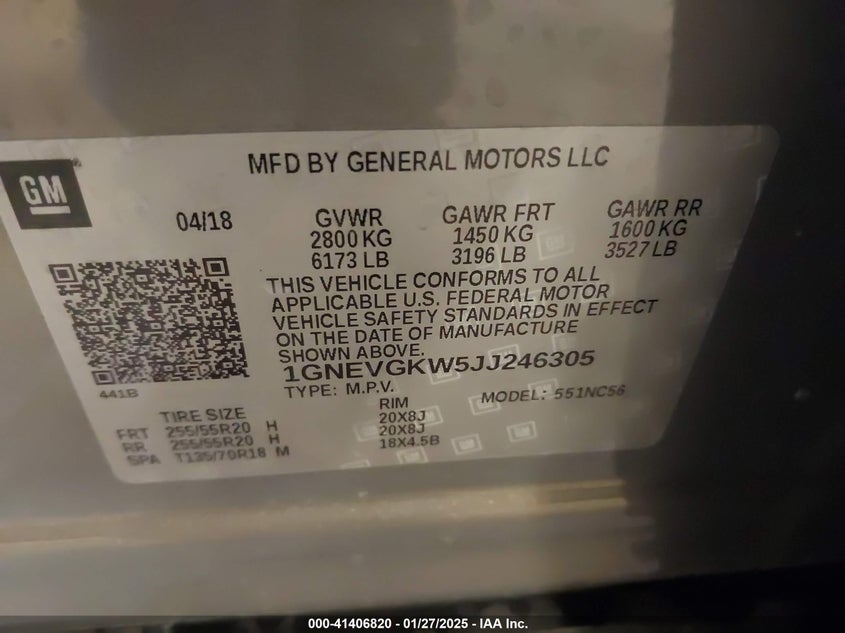 GM
MFD BY GENERAL MOTORS LLC
04/18 GVWR GAWR FRT GAWR RR
2800 KG 1450 KG 1600 KG
6173 LB 3196 LB 3527 LB
THIS VEHICLE CONFORMS TO ALL
APPLICABLE U.S. FEDERAL MOTOR
VEHICLE SAFETY STANDARDS IN EFFECT
ON THE DATE OF MANUFACTURE
SHOWN ABOVE.
1GNEVGKW5JJ246305
441B TYPE: M.P.V. MODEL: 551NC56
TIRE SIZE RIM
FRT 255/55R20 H 20X8J
RR 255/55R20 H 20X8J
SPA T135/70R18 M 18X4.5B
000-41406820 / 01/27/2025 - IAA Inc.